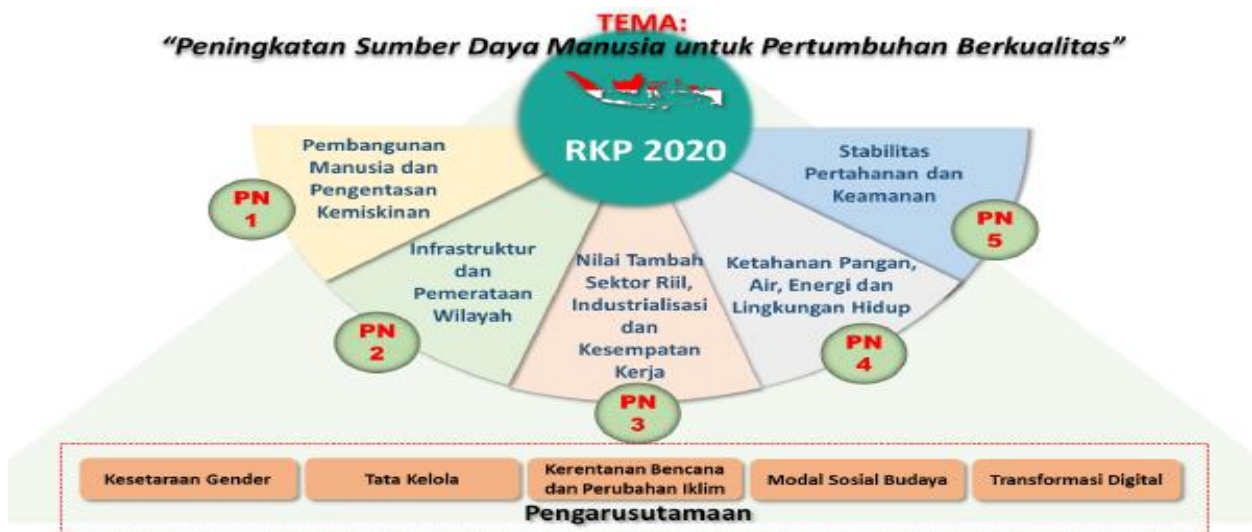 TEMA:
“Peningkatan Sumber Daya Manusia untuk Pertumbuhan Berkualitas”
RKP 2020
Pembangunan
Manusia dan
Pengentasan
Kemiskinan
PN
1
Infrastruktur
dan
Pemerataan
Wilayah
PN
2
Nilai Tambah
Sektor Riil,
Industrialisasi
dan
Kesempatan
Kerja
PN
3
Ketahanan Pangan,
Air, Energi dan
Lingkungan Hidup
PN
4
Stabilitas
Pertahanan dan
Keamanan
PN
5
Kesetaraan Gender
Tata Kelola
Kerentanan Bencana
dan Perubahan Iklim
Modal Sosial Budaya
Transformasi Digital
Pengarusutamaan